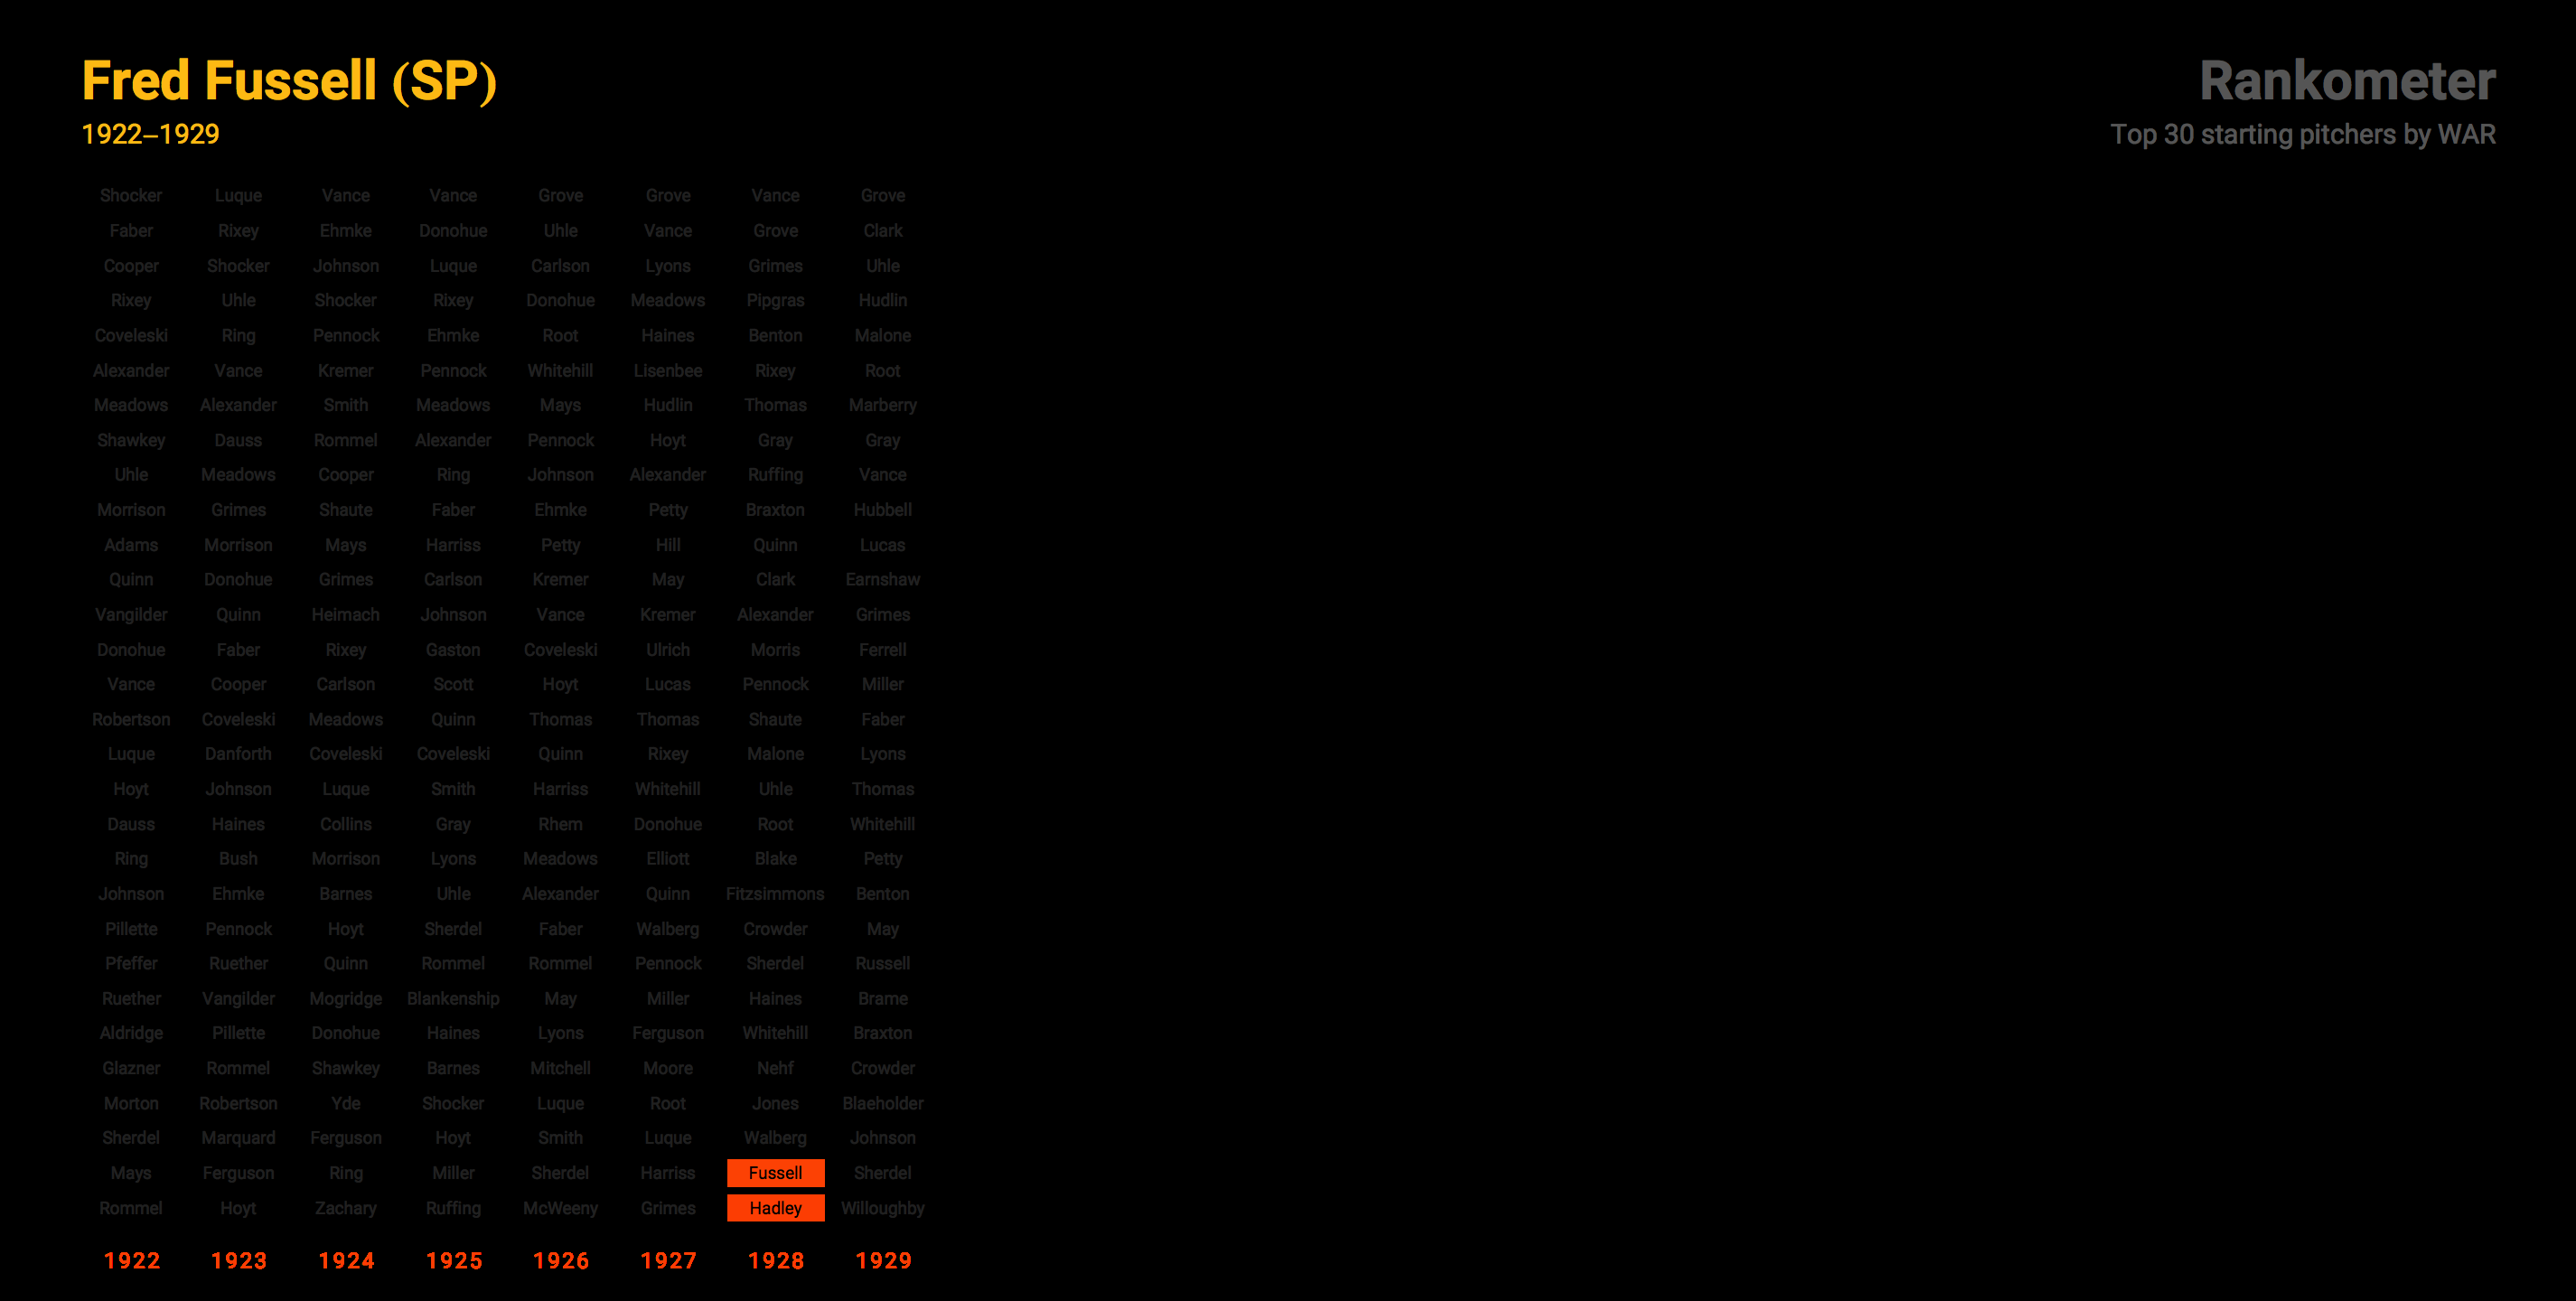 Fred Fussell (SP)
1922–1929
Rankometer
Top 30 starting pitchers by WAR
Shocker Luque Vance Vance Grove Grove Vance Grove
Faber Rixey Ehmke Donohue Uhle Vance Grove Clark
Cooper Shocker Johnson Luque Carlson Lyons Grimes Uhle
Rixey Uhle Shocker Rixey Donohue Meadows Pipgras Hudlin
Coveleski Ring Pennock Ehmke Root Haines Benton Malone
Alexander Vance Kremer Pennock Whitehill Lisenbee Rixey Root
Meadows Alexander Smith Meadows Mays Hudlin Thomas Marberry
Shawkey Dauss Rommel Alexander Pennock Hoyt Gray Gray
Uhle Meadows Cooper Ring Johnson Alexander Ruffing Vance
Morrison Grimes Shaute Faber Ehmke Petty Braxton Hubbell
Adams Morrison Mays Harriss Petty Hill Quinn Lucas
Quinn Donohue Grimes Carlson Kremer May Clark Earnshaw
Vangilder Quinn Heimach Johnson Vance Kremer Alexander Grimes
Donohue Faber Rixey Gaston Coveleski Ulrich Morris Ferrell
Vance Cooper Carlson Scott Hoyt Lucas Pennock Miller
Robertson Coveleski Meadows Quinn Thomas Thomas Shaute Faber
Luque Danforth Coveleski Coveleski Quinn Rixey Malone Lyons
Hoyt Johnson Luque Smith Harriss Whitehill Uhle Thomas
Dauss Haines Collins Gray Rhem Donohue Root Whitehill
Ring Bush Morrison Lyons Meadows Elliott Blake Petty
Johnson Ehmke Barnes Uhle Alexander Quinn Fitzsimmons Benton
Pillette Pennock Hoyt Sherdel Faber Walberg Crowder May
Pfeffer Ruether Quinn Rommel Rommel Pennock Sherdel Russell
Ruether Vangilder Mogridge Blankenship May Miller Haines Brame
Aldridge Pillette Donohue Haines Lyons Ferguson Whitehill Braxton
Glazner Rommel Shawkey Barnes Mitchell Moore Nehf Crowder
Morton Robertson Yde Shocker Luque Root Jones Blaeholder
Sherdel Marquard Ferguson Hoyt Smith Luque Walberg Johnson
Mays Ferguson Ring Miller Sherdel Harriss Fussell Sherdel
Rommel Hoyt Zachary Ruffing McWeeny Grimes Hadley Willoughby
1922 1923 1924 1925 1926 1927 1928 1929